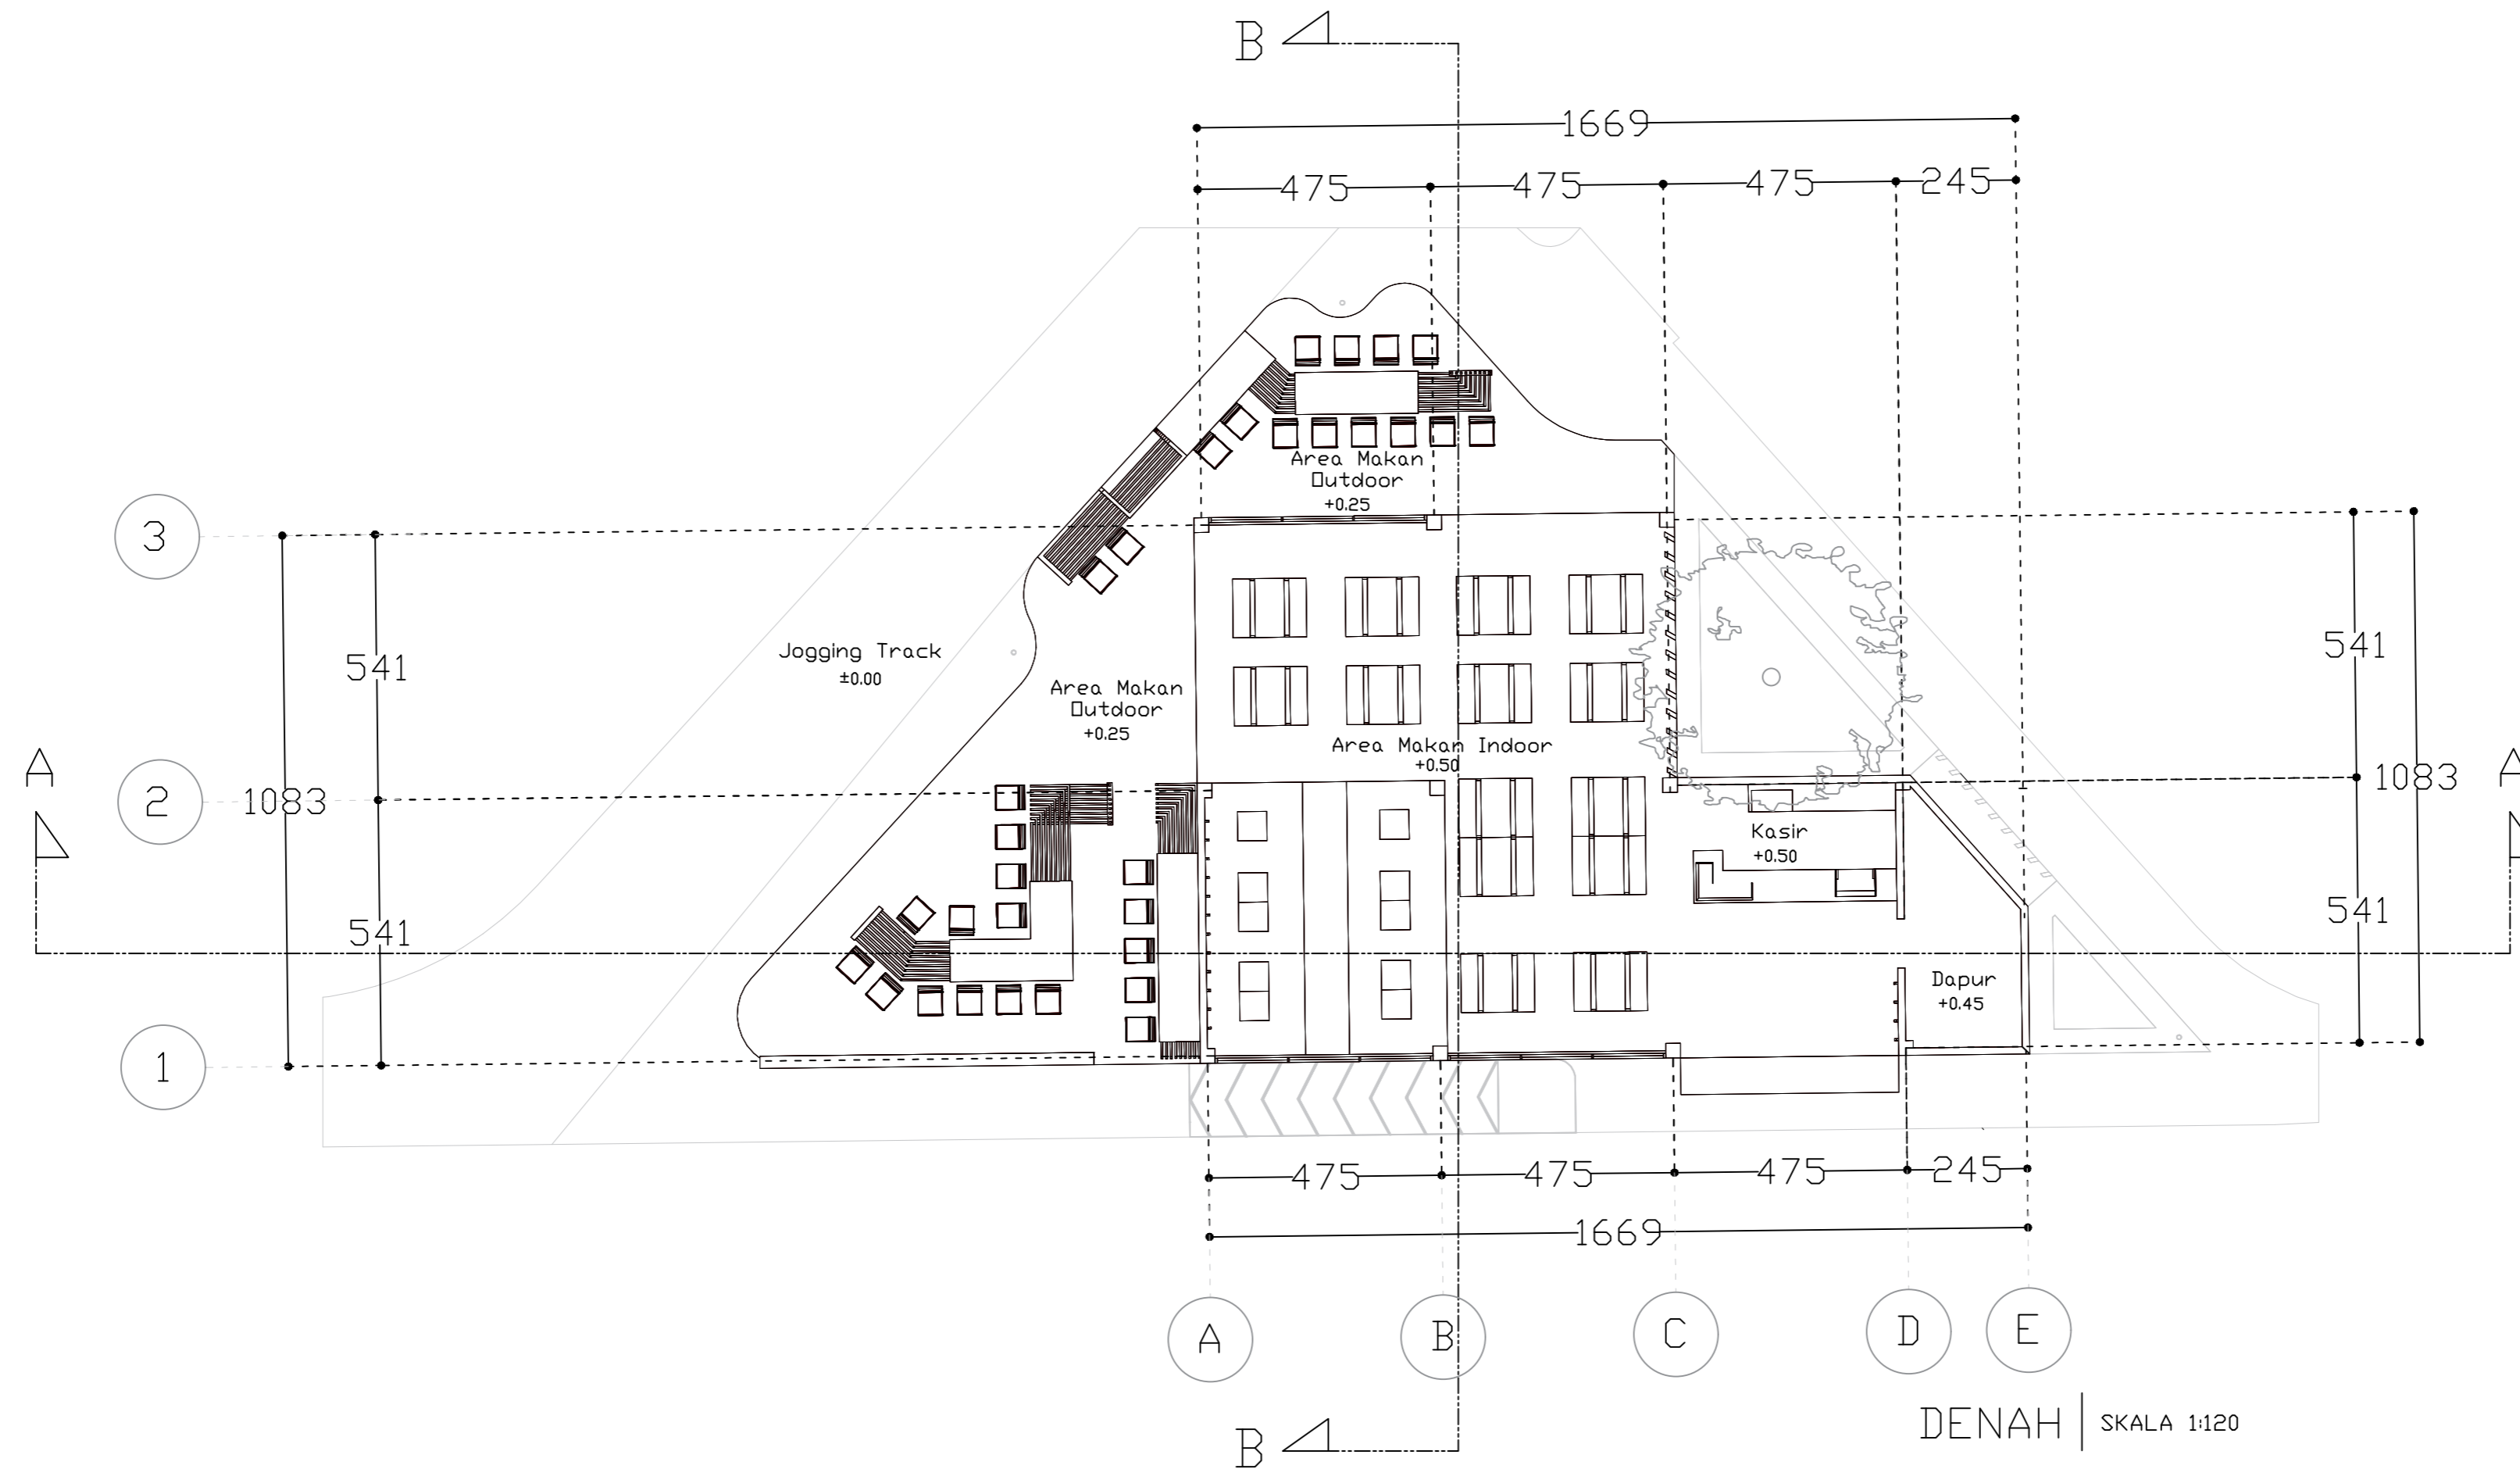 B
1669
475 475 475 245
Area Makan
Outdoor
+0.25
3
541
541
Jogging Track
±0.00
Area Makan
Outdoor
+0.25
Area Makan Indoor
+0.50
A
A
2
1083
1083
Kasir
+0.50
541
541
Dapur
+0.45
1
475 475 475 245
1669
A B C D E
B
DENAH
SKALA 1:120